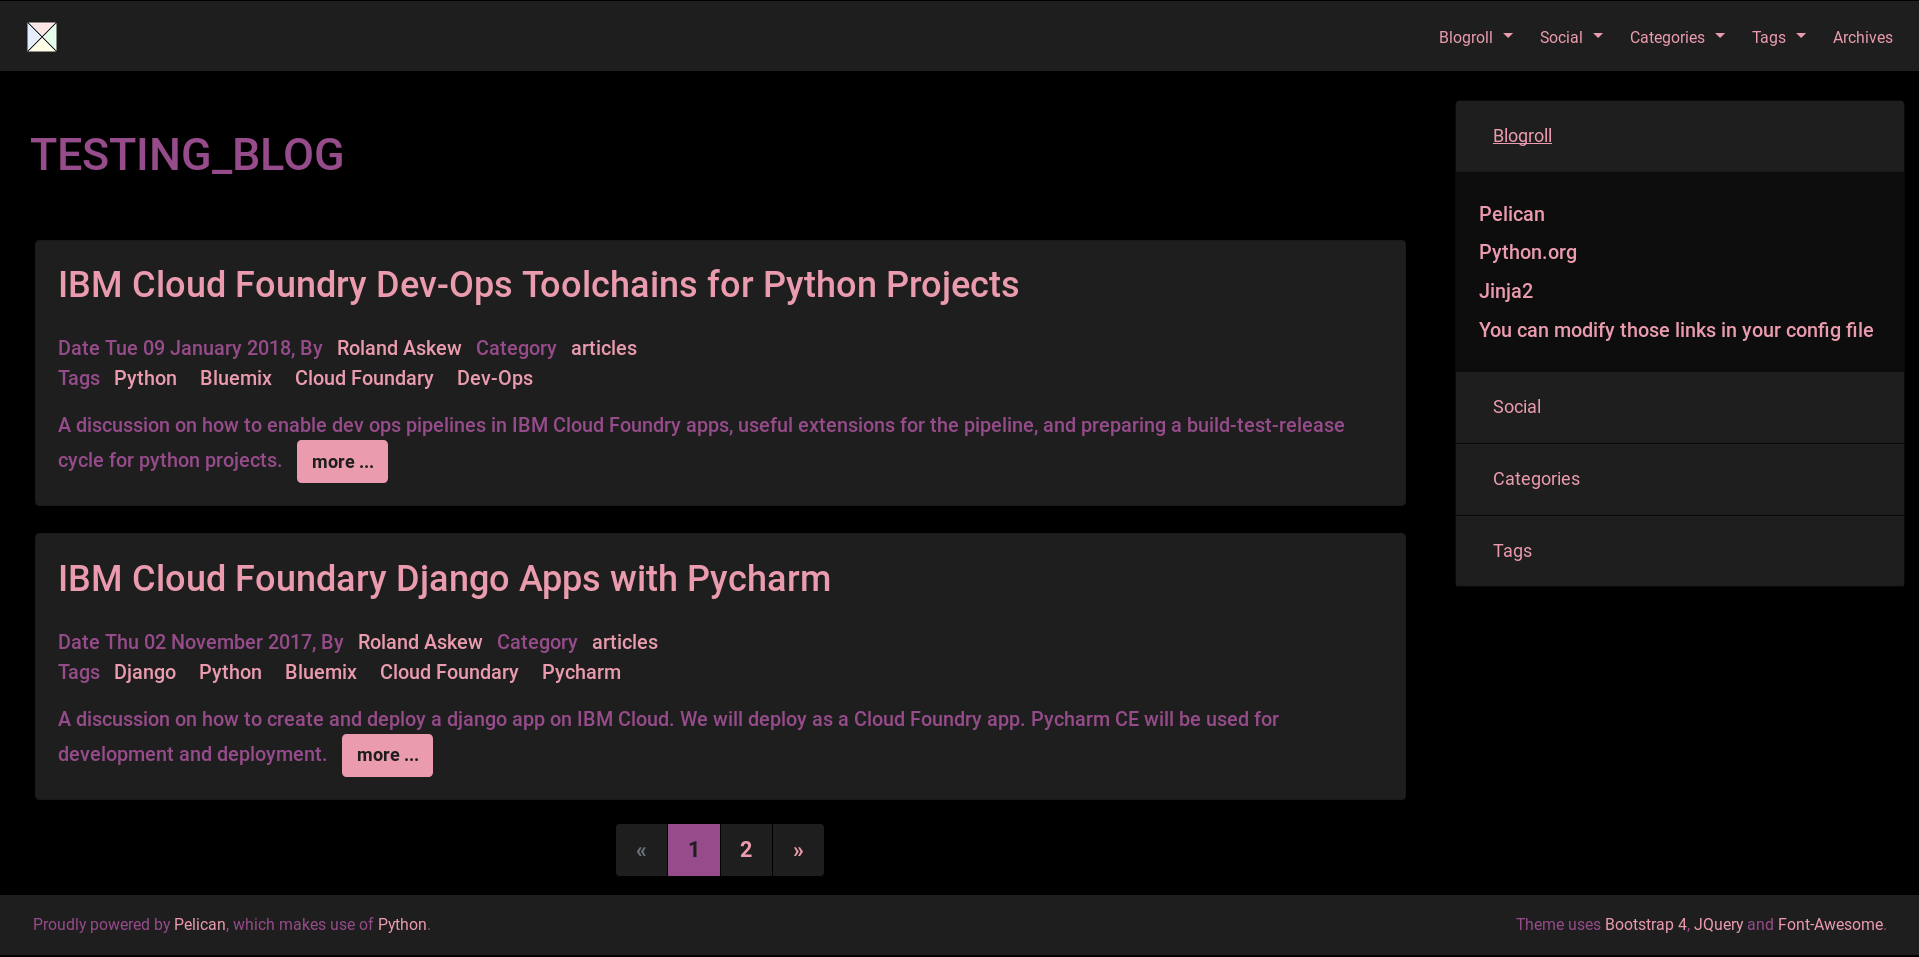 Blogroll Social Categories Tags Archives
TESTING_BLOG
IBM Cloud Foundry Dev-Ops Toolchains for Python Projects
Date Tue 09 January 2018, By Roland Askew Category articles
Tags Python Bluemix Cloud Foundary Dev-Ops
A discussion on how to enable dev ops pipelines in IBM Cloud Foundry apps, useful extensions for the pipeline, and preparing a build-test-release
cycle for python projects. more ...
IBM Cloud Foundary Django Apps with Pycharm
Date Thu 02 November 2017, By Roland Askew Category articles
Tags Django Python Bluemix Cloud Foundary Pycharm
A discussion on how to create and deploy a django app on IBM Cloud. We will deploy as a Cloud Foundry app. Pycharm CE will be used for
development and deployment. more ...
« 1 2 »
Blogroll
Pelican
Python.org
Jinja2
You can modify those links in your config file
Social
Categories
Tags
Proudly powered by Pelican, which makes use of Python.
Theme uses Bootstrap 4, JQuery and Font-Awesome.